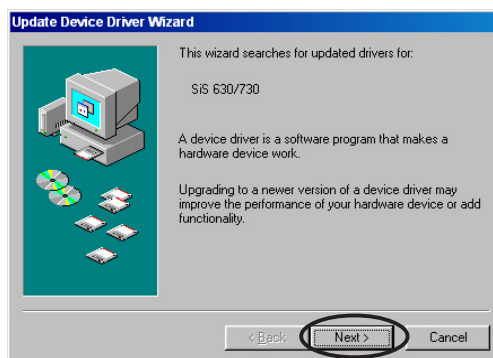 Update Device Driver Wizard
This wizard searches for updated drivers for:
SiS 630/730
A device driver is a software program that makes a
hardware device work.
Upgrading to a newer version of a device driver may
improve the performance of your hardware device or add
functionality.
< Back
Next >
Cancel